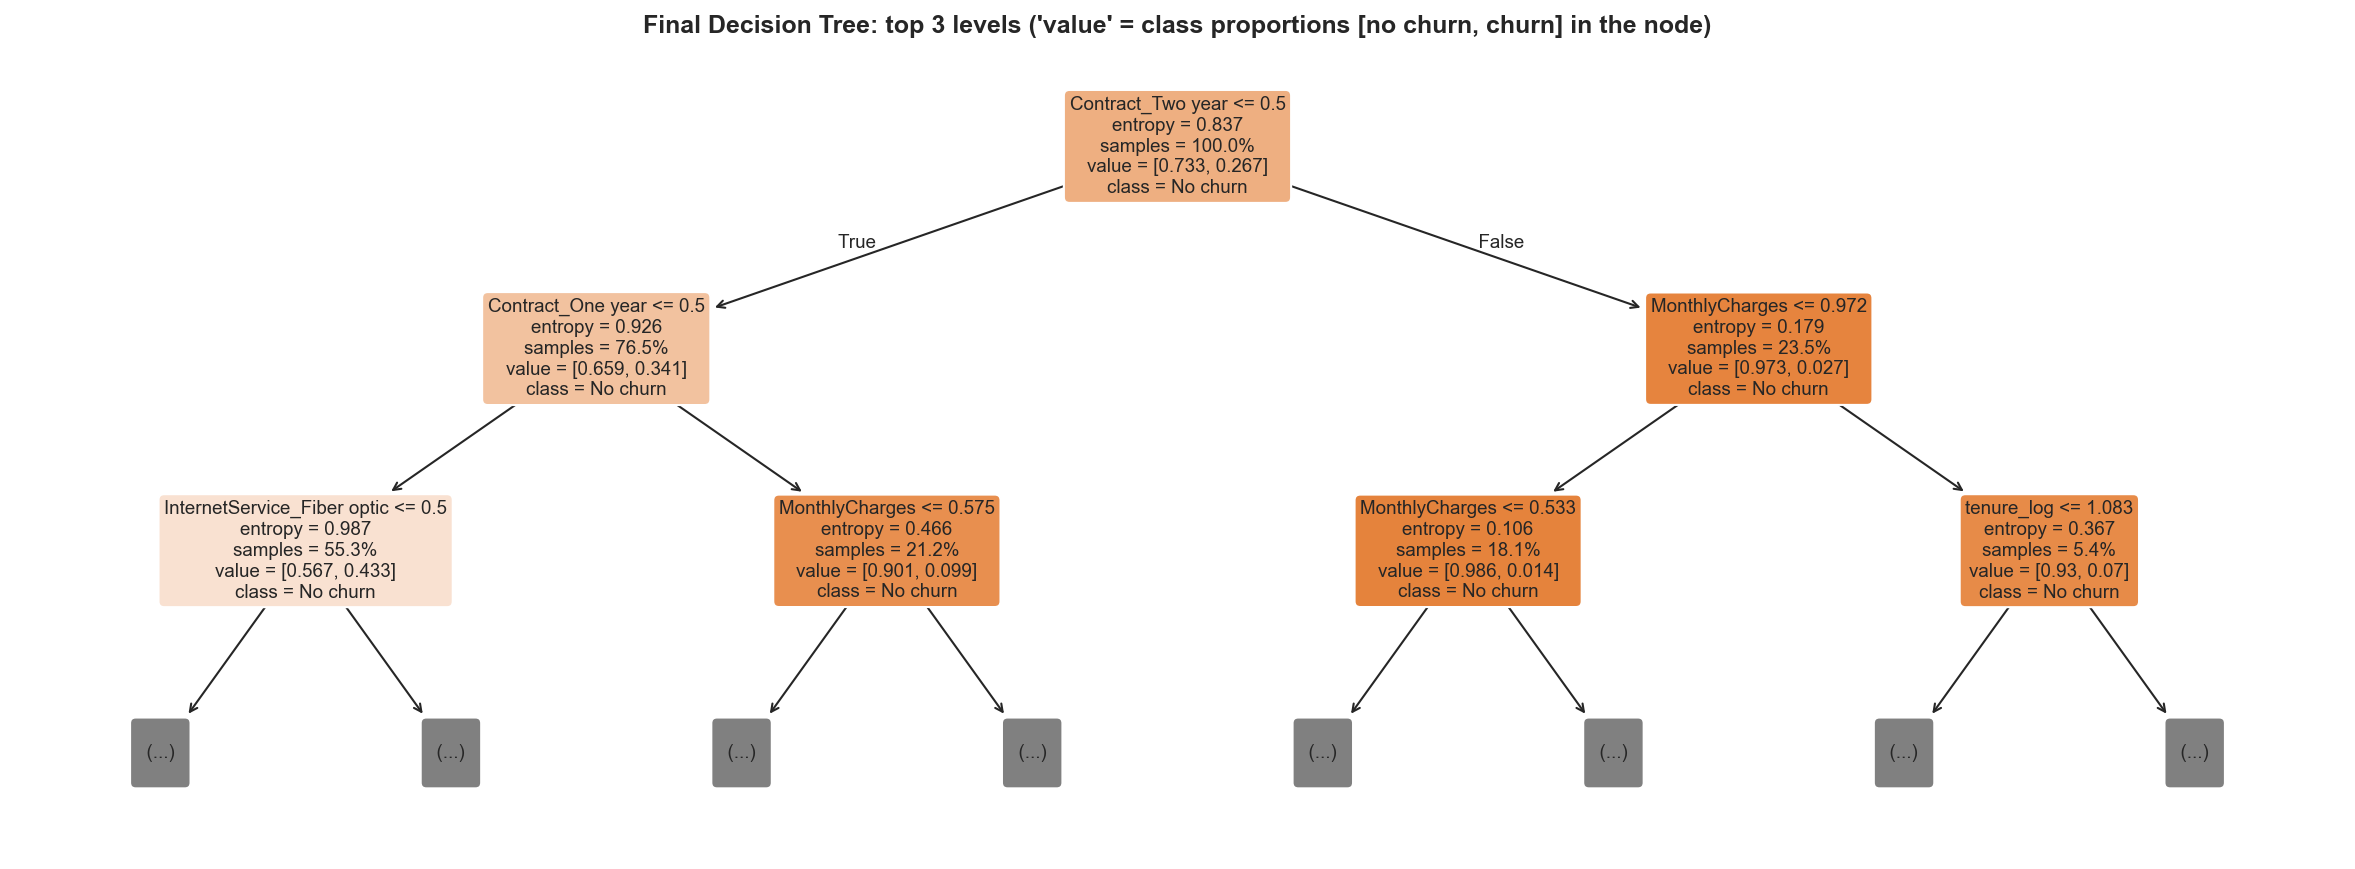 Final Decision Tree: top 3 levels ('value' = class proportions [no churn, churn] in the node)
Contract_Two year <= 0.5
entropy = 0.837
samples = 100.0%
value = [0.733, 0.267]
class = No churn
True
False
Contract_One year <= 0.5
entropy = 0.926
samples = 76.5%
value = [0.659, 0.341]
class = No churn
MonthlyCharges <= 0.972
entropy = 0.179
samples = 23.5%
value = [0.973, 0.027]
class = No churn
InternetService_Fiber optic <= 0.5
entropy = 0.987
samples = 55.3%
value = [0.567, 0.433]
class = No churn
MonthlyCharges <= 0.575
entropy = 0.466
samples = 21.2%
value = [0.901, 0.099]
class = No churn
MonthlyCharges <= 0.533
entropy = 0.106
samples = 18.1%
value = [0.986, 0.014]
class = No churn
tenure_log <= 1.083
entropy = 0.367
samples = 5.4%
value = [0.93, 0.07]
class = No churn
(...)
(...)
(...)
(...)
(...)
(...)
(...)
(...)